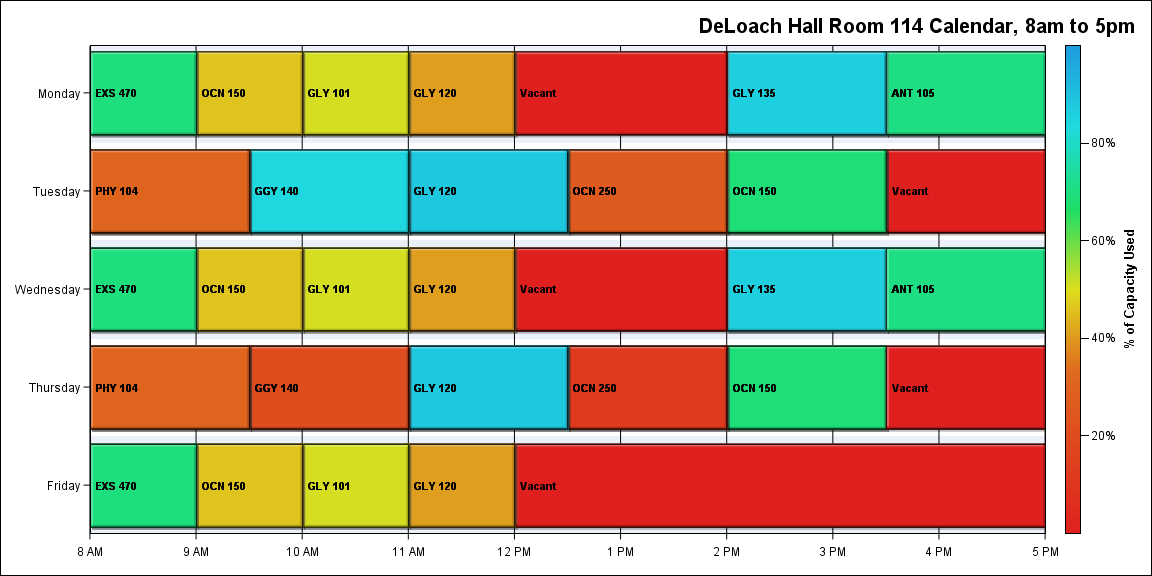 DeLoach Hall Room 114 Calendar, 8am to 5pm
Monday
EXS 470
OCN 150
GLY 101
GLY 120
Vacant
GLY 135
ANT 105
Tuesday
PHY 104
GGY 140
GLY 120
OCN 250
OCN 150
Vacant
Wednesday
EXS 470
OCN 150
GLY 101
GLY 120
Vacant
GLY 135
ANT 105
Thursday
PHY 104
GGY 140
GLY 120
OCN 250
OCN 150
Vacant
Friday
EXS 470
OCN 150
GLY 101
GLY 120
Vacant
8 AM
9 AM
10 AM
11 AM
12 PM
1 PM
2 PM
3 PM
4 PM
5 PM
80%
60%
40%
20%
% of Capacity Used